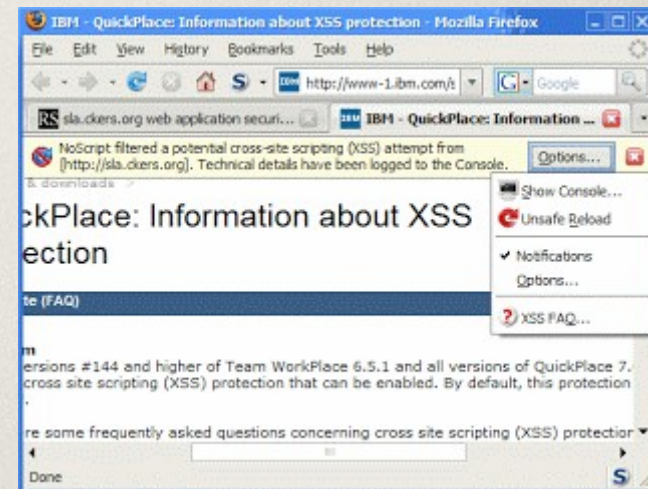 IBM - QuickPlace: Information about XSS protection - Mozilla Firefox
File Edit View History Bookmarks Tools Help
S http://www-1.ibm.com/s G Google
RS sla.ckers.org web application securi... IBM IBM - QuickPlace: Information ...
NoScript filtered a potential cross-site scripting (XSS) attempt from
[http://sla.ckers.org]. Technical details have been logged to the Console.
Options...
& downloads >
Show Console...
Unsafe Reload
Notifications
Options...
XSS FAQ...
ckPlace: Information about XSS
ection
te (FAQ)
m
ersions #144 and higher of Team WorkPlace 6.5.1 and all versions of QuickPlace 7.
cross site scripting (XSS) protection that can be enabled. By default, this protection
.
re some frequently asked questions concerning cross site scripting (XSS) protection
Done S